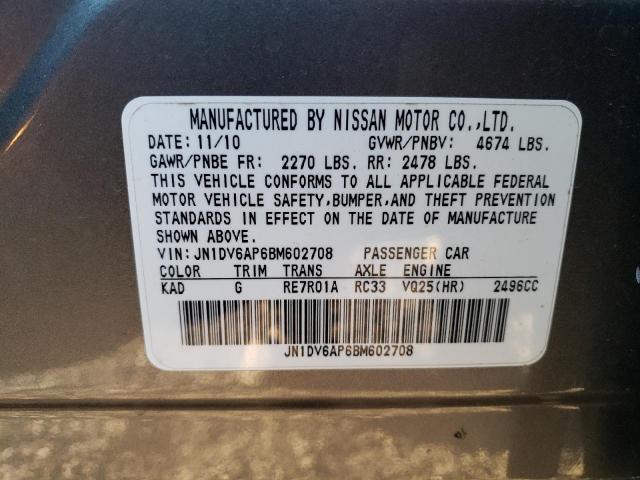 MANUFACTURED BY NISSAN MOTOR CO.,LTD.
DATE: 11/10 GVWR/PNBV: 4674 LBS.
GAWR/PNBE FR: 2270 LBS. RR: 2478 LBS.
THIS VEHICLE CONFORMS TO ALL APPLICABLE FEDERAL
MOTOR VEHICLE SAFETY,BUMPER,AND THEFT PREVENTION
STANDARDS IN EFFECT ON THE DATE OF MANUFACTURE
SHOWN ABOVE.
VIN: JN1DV6AP6BM602708 PASSENGER CAR
COLOR TRIM TRANS AXLE ENGINE
KAD G RE7R01A RC33 VQ25(HR) 2496CC
JN1DV6AP6BM602708